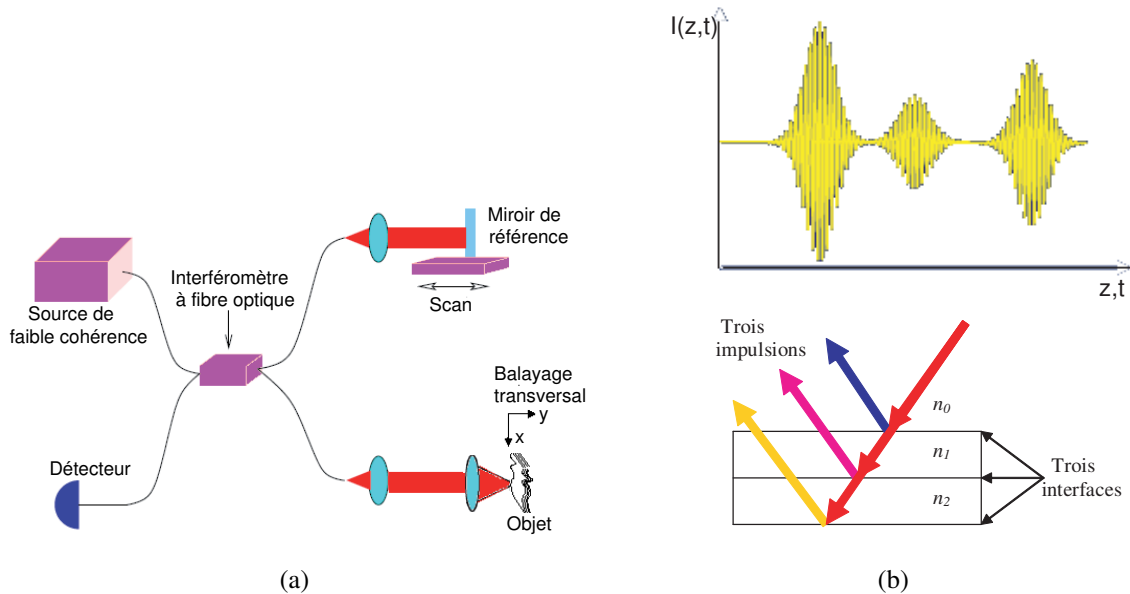 Source de
faible cohérence
Interféromètre
à fibre optique
Miroir de
référence
Scan
Balayage
transversal
y
x
Objet
Détecteur
(a)
I(z,t)
z,t
Trois
impulsions
n0
n1
n2
Trois
interfaces
(b)